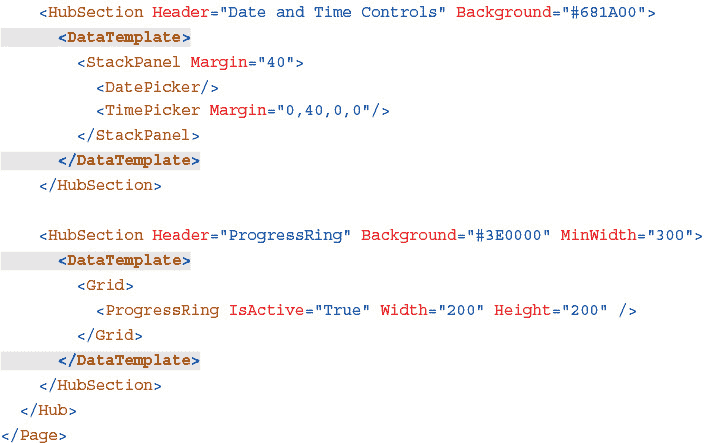 <HubSection Header="Date and Time Controls" Background="#681A00">
<DataTemplate>
<StackPanel Margin="40">
<DatePicker/>
<TimePicker Margin="0,40,0,0"/>
</StackPanel>
</DataTemplate>
</HubSection>
<HubSection Header="ProgressRing" Background="#3E0000" MinWidth="300">
<DataTemplate>
<Grid>
<ProgressRing IsActive="True" Width="200" Height="200" />
</Grid>
</DataTemplate>
</HubSection>
</Hub>
</Page>